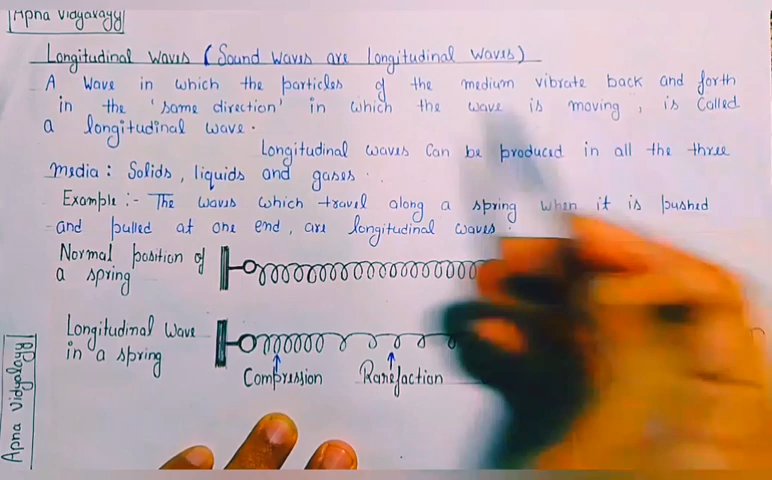 Apna Vidyalayy
Longitudinal waves (Sound waves are Longitudinal waves)
A Wave in which the particles of the medium vibrate back and forth
in the 'same direction' in which the wave is moving, is Called
a longitudinal wave.
Longitudinal waves Can be produced in all the three
media: Solids, liquids and gases.
Example:- The waves which travel along a spring when it is pushed
and pulled at one end, are longitudinal waves.
Normal position of
a spring
Longitudinal Wave
in a spring
Compression Rarefaction
Apna Vidyalayy